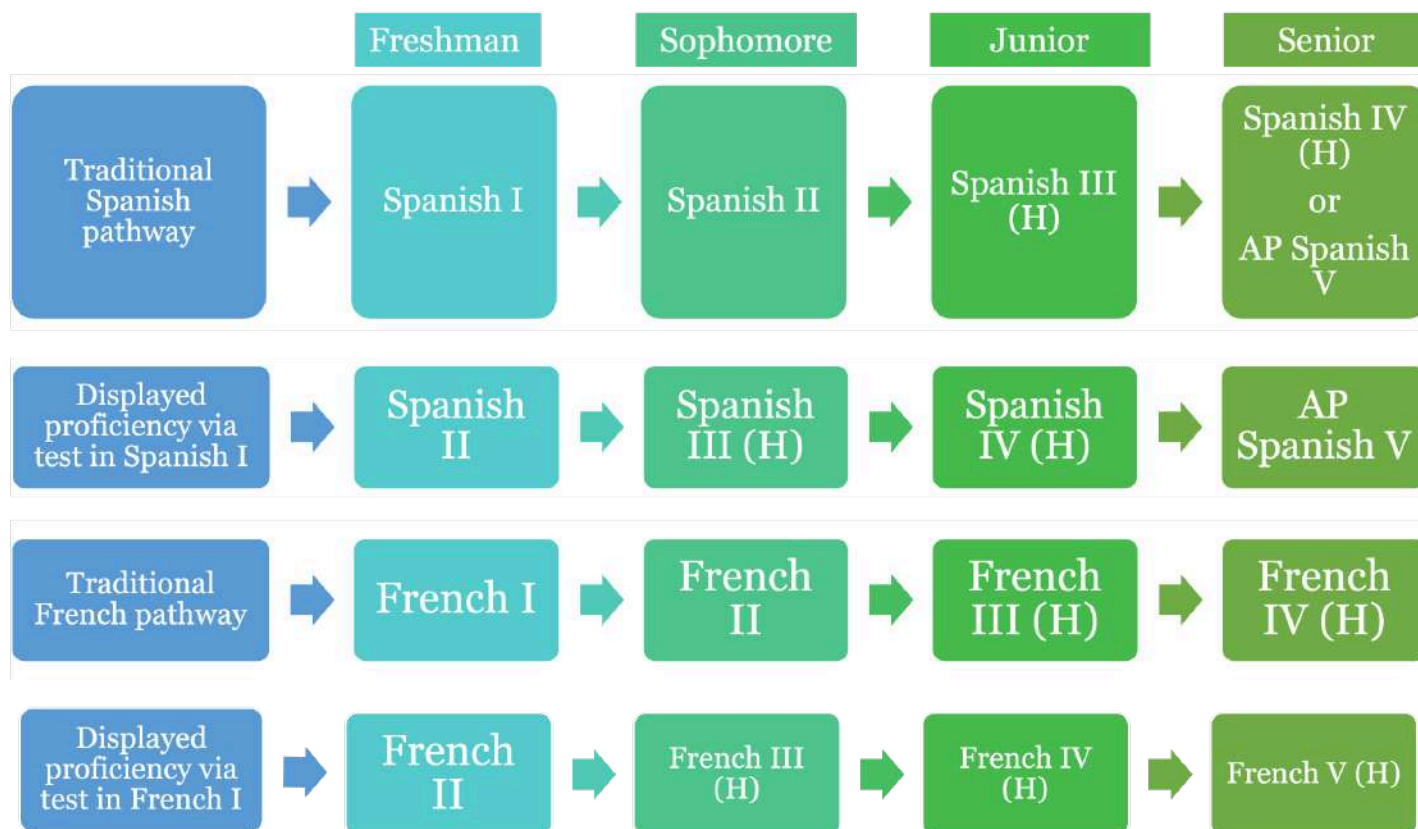 Freshman
Sophomore
Junior
Senior
Traditional
Spanish
pathway
Spanish I
Spanish II
Spanish III
(H)
Spanish IV
(H)
or
AP Spanish
V
Displayed
proficiency via
test in Spanish I
Spanish
II
Spanish
III (H)
Spanish
IV (H)
AP
Spanish V
Traditional
French pathway
French I
French
II
French
III (H)
French
IV (H)
Displayed
proficiency via
test in French I
French
II
French III
(H)
French IV
(H)
French V (H)